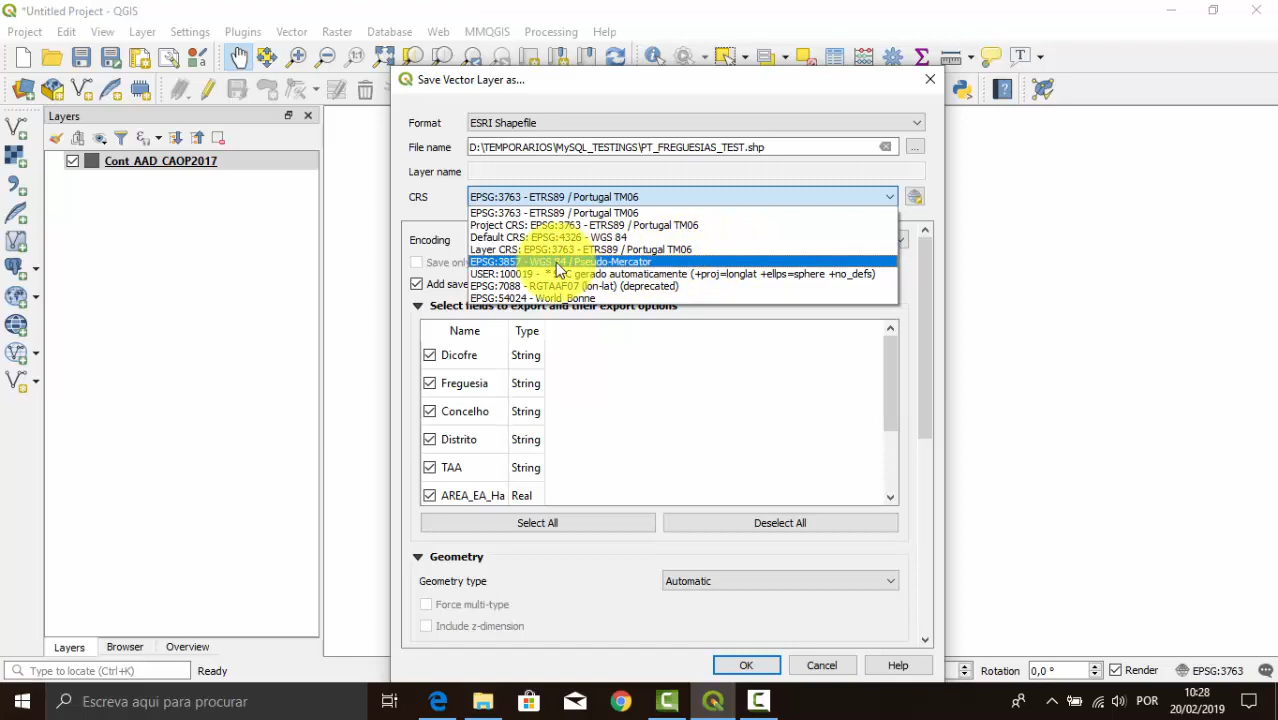 *Untitled Project - QGIS
Project Edit View Layer Settings Plugins Vector Raster Database Web MMQGIS Processing Help
Layers
Cont_AAD_CAOP2017
Save Vector Layer as...
Format ESRI Shapefile
File name D:\TEMPORARIOS\MySQL_TESTINGS\PT_FREGUESIAS_TEST.shp
Layer name
CRS EPSG:3763 - ETRS89 / Portugal TM06
EPSG:3763 - ETRS89 / Portugal TM06
Project CRS: EPSG:3763 - ETRS89 / Portugal TM06
Default CRS: EPSG:4326 - WGS 84
Layer CRS: EPSG:3763 - ETRS89 / Portugal TM06
EPSG:3857 - WGS 84 / Pseudo-Mercator
USER:100019 - * gerado automaticamente (+proj=longlat +ellps=sphere +no_defs)
EPSG:7088 - RGTAAF07 (lon-lat) (deprecated)
EPSG:54024 - World_Bonne
Encoding
Save only
Add save
Select fields to export and their export options
Name Type
Dicofre String
Freguesia String
Concelho String
Distrito String
TAA String
AREA_EA_Ha Real
Select All Deselect All
Geometry
Geometry type Automatic
Force multi-type
Include z-dimension
OK Cancel Help
Layers Browser Overview
Type to locate (Ctrl+K) Ready Rotation 0,0 ° Render EPSG:3763
Escreva aqui para procurar
POR
10:28
20/02/2019